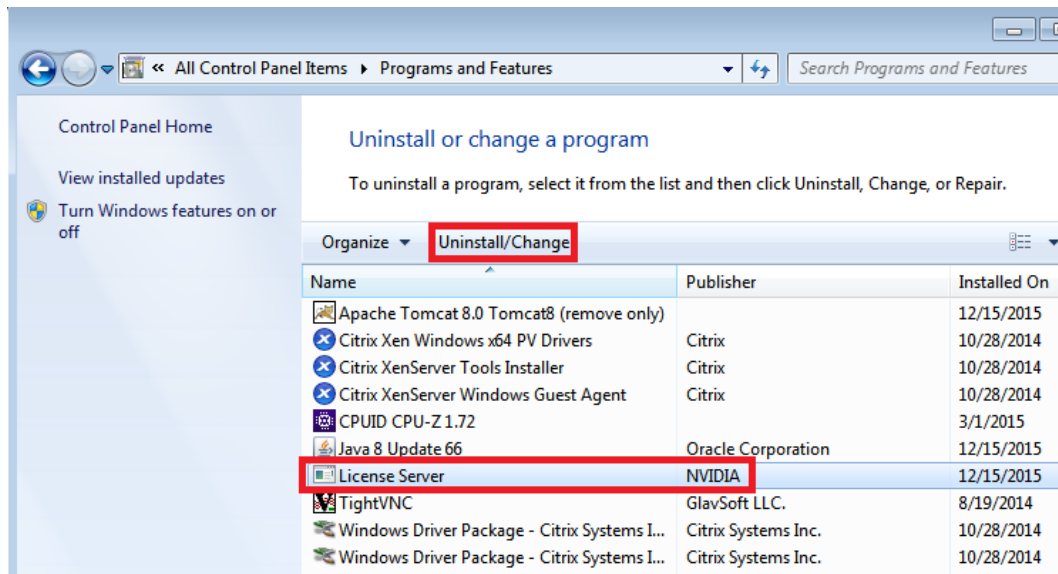 « All Control Panel Items Programs and Features Search Programs and Features
Control Panel Home
View installed updates
Turn Windows features on or
off
Uninstall or change a program
To uninstall a program, select it from the list and then click Uninstall, Change, or Repair.
Organize Uninstall/Change
Name Publisher Installed On
Apache Tomcat 8.0 Tomcat8 (remove only) 12/15/2015
Citrix Xen Windows x64 PV Drivers Citrix 10/28/2014
Citrix XenServer Tools Installer Citrix 10/28/2014
Citrix XenServer Windows Guest Agent Citrix 10/28/2014
CPUID CPU-Z 1.72 3/1/2015
Java 8 Update 66 Oracle Corporation 12/15/2015
License Server NVIDIA 12/15/2015
TightVNC GlavSoft LLC. 8/19/2014
Windows Driver Package - Citrix Systems I... Citrix Systems Inc. 10/28/2014
Windows Driver Package - Citrix Systems I... Citrix Systems Inc. 10/28/2014